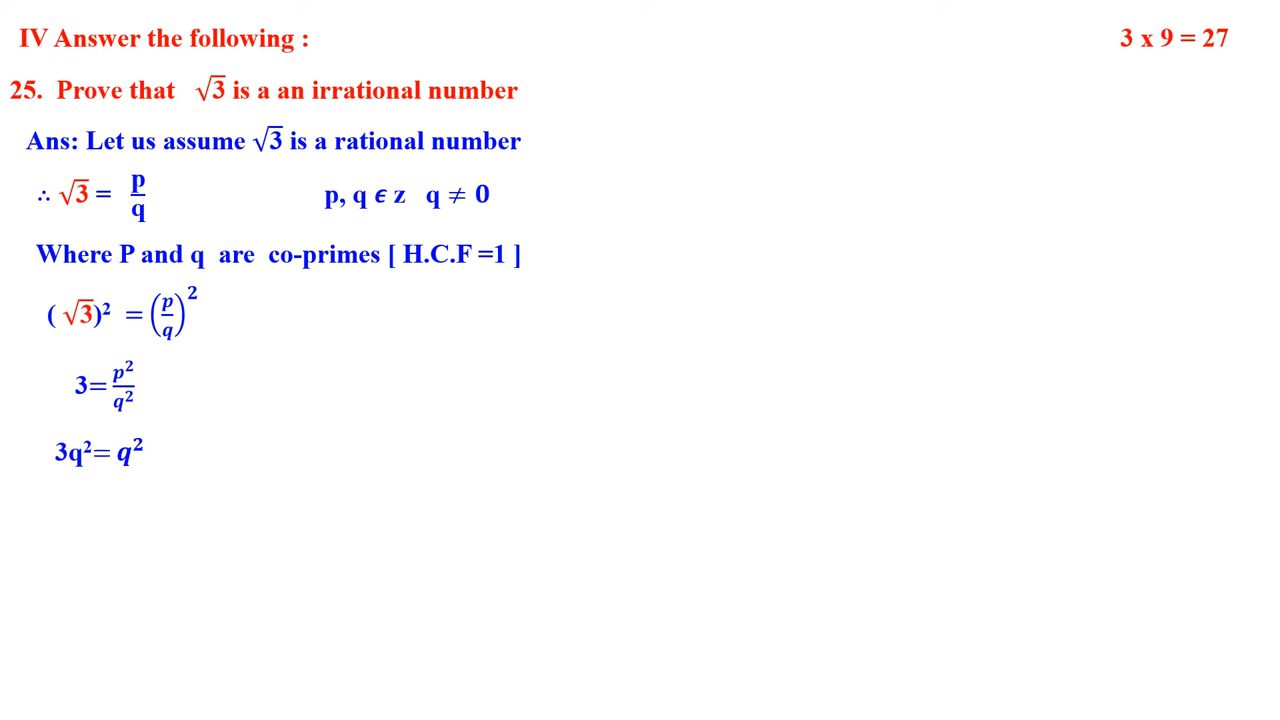 IV Answer the following : 3 x 9 = 27
25. Prove that √3 is a an irrational number
Ans: Let us assume √3 is a rational number
∴ √3 = p/q p, q ϵ z q ≠ 0
Where P and q are co-primes [ H.C.F =1 ]
( √3)² = (p/q)²
3= p²/q²
3q²= q²